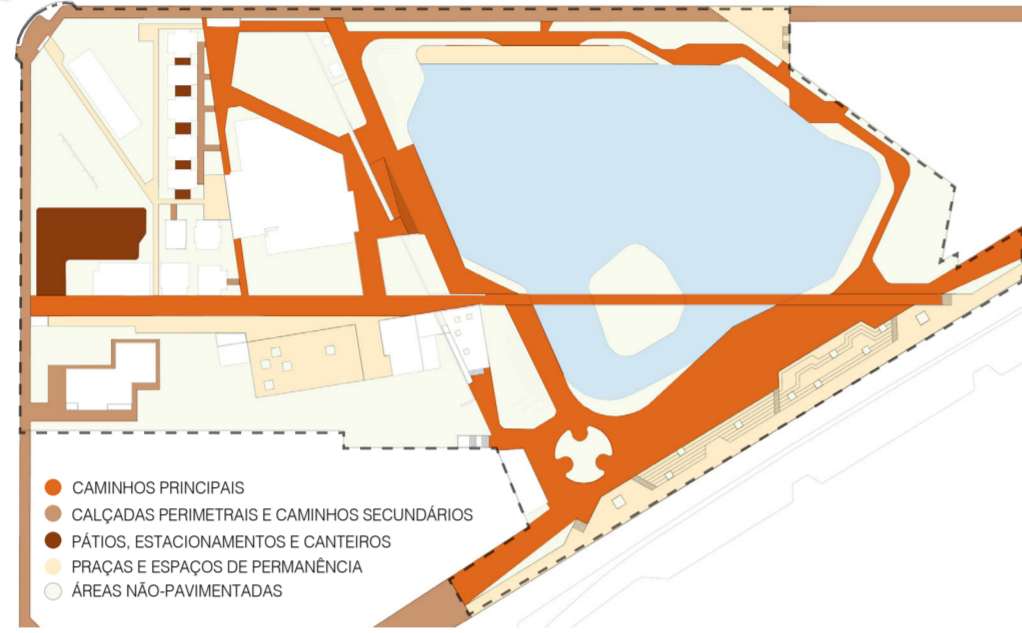 CAMINHOS PRINCIPAIS
CALÇADAS PERIMETRAIS E CAMINHOS SECUNDÁRIOS
PÁTIOS, ESTACIONAMENTOS E CANTEIROS
PRAÇAS E ESPAÇOS DE PERMANÊNCIA
ÁREAS NÃO-PAVIMENTADAS